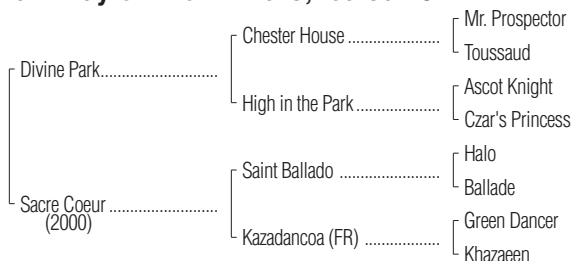 Mr. Prospector
Chester House ....................
Toussaud
Divine Park..........................
Ascot Knight
High in the Park ..................
Czar's Princess
Halo
Saint Ballado ......................
Ballade
Sacre Coeur ........................
(2000)
Green Dancer
Kazadancoa (FR) ................
Khazaeen